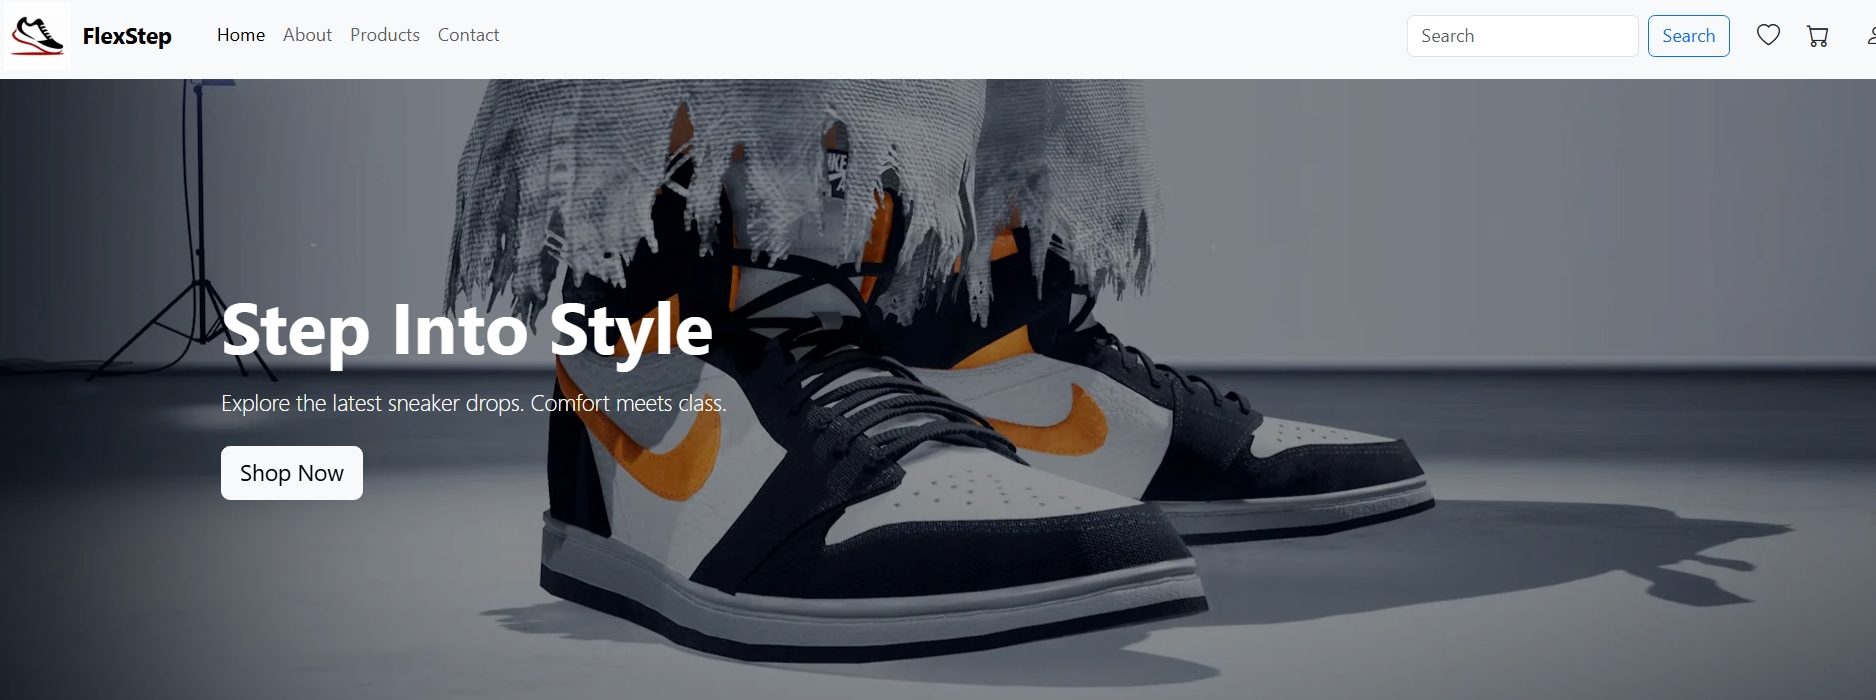 FlexStep Home About Products Contact Search Search
Step Into Style
Explore the latest sneaker drops. Comfort meets class.
Shop Now